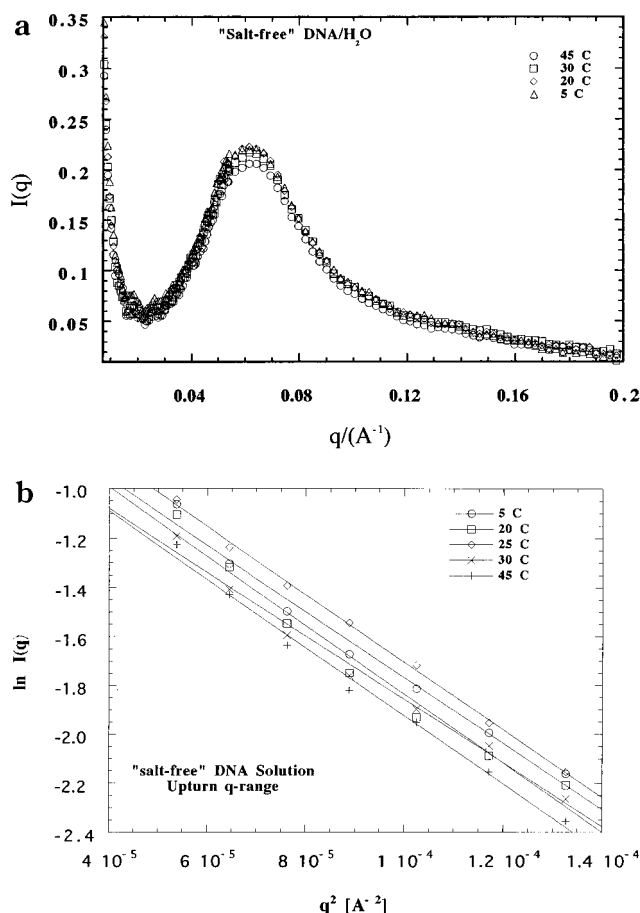 a
"Salt-free" DNA/H₂O
45 C
30 C
20 C
5 C
0.35
0.3
0.25
0.2
0.15
0.1
0.05
I(q)
0.04 0.08 0.12 0.16 0.2
q/(A⁻¹)
b
-1.0
-1.2
-1.4
-1.6
-1.8
-2.0
-2.2
-2.4
ln I(q)
5 C
20 C
25 C
30 C
45 C
"salt-free" DNA Solution
Upturn q-range
4 10⁻⁵ 6 10⁻⁵ 8 10⁻⁵ 1 10⁻⁴ 1.2 10⁻⁴ 1.4 10⁻⁴
q² [A⁻²]